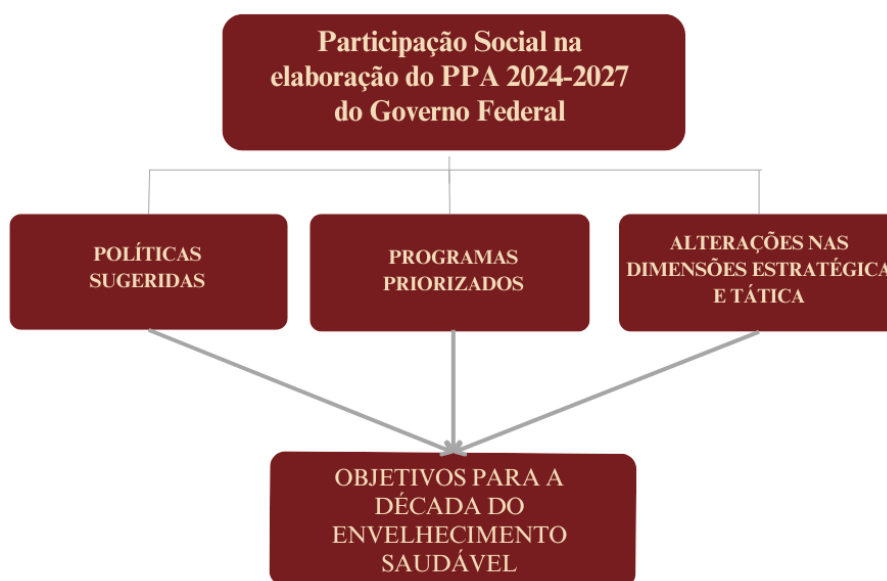 Participação Social na
elaboração do PPA 2024-2027
do Governo Federal
POLÍTICAS
SUGERIDAS
PROGRAMAS
PRIORIZADOS
ALTERAÇÕES NAS
DIMENSÕES ESTRATÉGICA
E TÁTICA
OBJETIVOS PARA A
DÉCADA DO
ENVELHECIMENTO
SAUDÁVEL